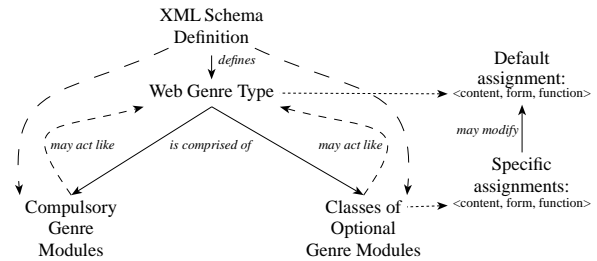 XML Schema
Definition
defines
Web Genre Type
Default
assignment:
<content, form, function>
may act like
is comprised of
may act like
may modify
Compulsory
Genre
Modules
Classes of
Optional
Genre Modules
Specific
assignments:
<content, form, function>